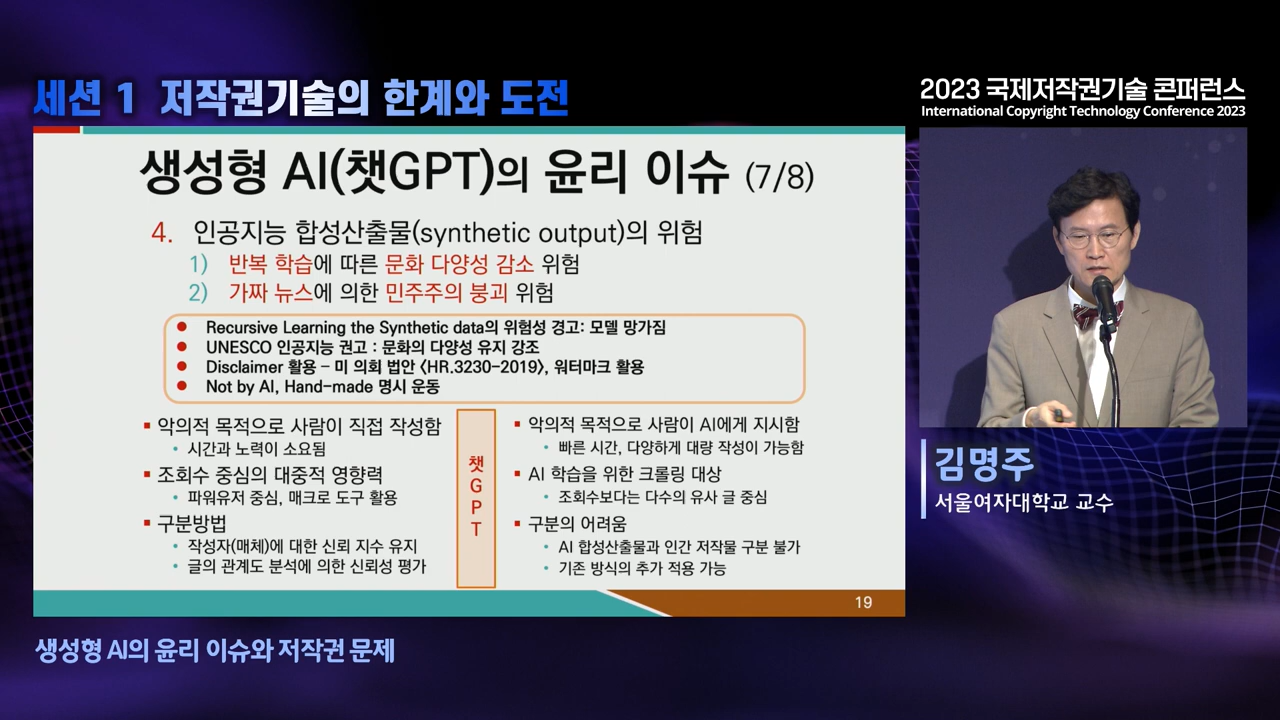 세션 1 저작권기술의 한계와 도전
2023 국제저작권기술 콘퍼런스
International Copyright Technology Conference 2023
생성형 AI(챗GPT)의 윤리 이슈 (7/8)
4. 인공지능 합성산출물(synthetic output)의 위험
1) 반복 학습에 따른 문화 다양성 감소 위험
2) 가짜 뉴스에 의한 민주주의 붕괴 위험
● Recursive Learning the Synthetic data의 위험성 경고: 모델 망가짐
● UNESCO 인공지능 권고 : 문화의 다양성 유지 강조
● Disclaimer 활용 – 미 의회 법안 <HR.3230-2019>, 워터마크 활용
● Not by AI, Hand-made 명시 운동
▪ 악의적 목적으로 사람이 직접 작성함
• 시간과 노력이 소요됨
▪ 조회수 중심의 대중적 영향력
• 파워유저 중심, 매크로 도구 활용
▪ 구분방법
• 작성자(매체)에 대한 신뢰 지수 유지
• 글의 관계도 분석에 의한 신뢰성 평가
챗
G
P
T
▪ 악의적 목적으로 사람이 AI에게 지시함
• 빠른 시간, 다양하게 대량 작성이 가능함
▪ AI 학습을 위한 크롤링 대상
• 조회수보다는 다수의 유사 글 중심
▪ 구분의 어려움
• AI 합성산출물과 인간 저작물 구분 불가
• 기존 방식의 추가 적용 가능
19
김명주
서울여자대학교 교수
생성형 AI의 윤리 이슈와 저작권 문제